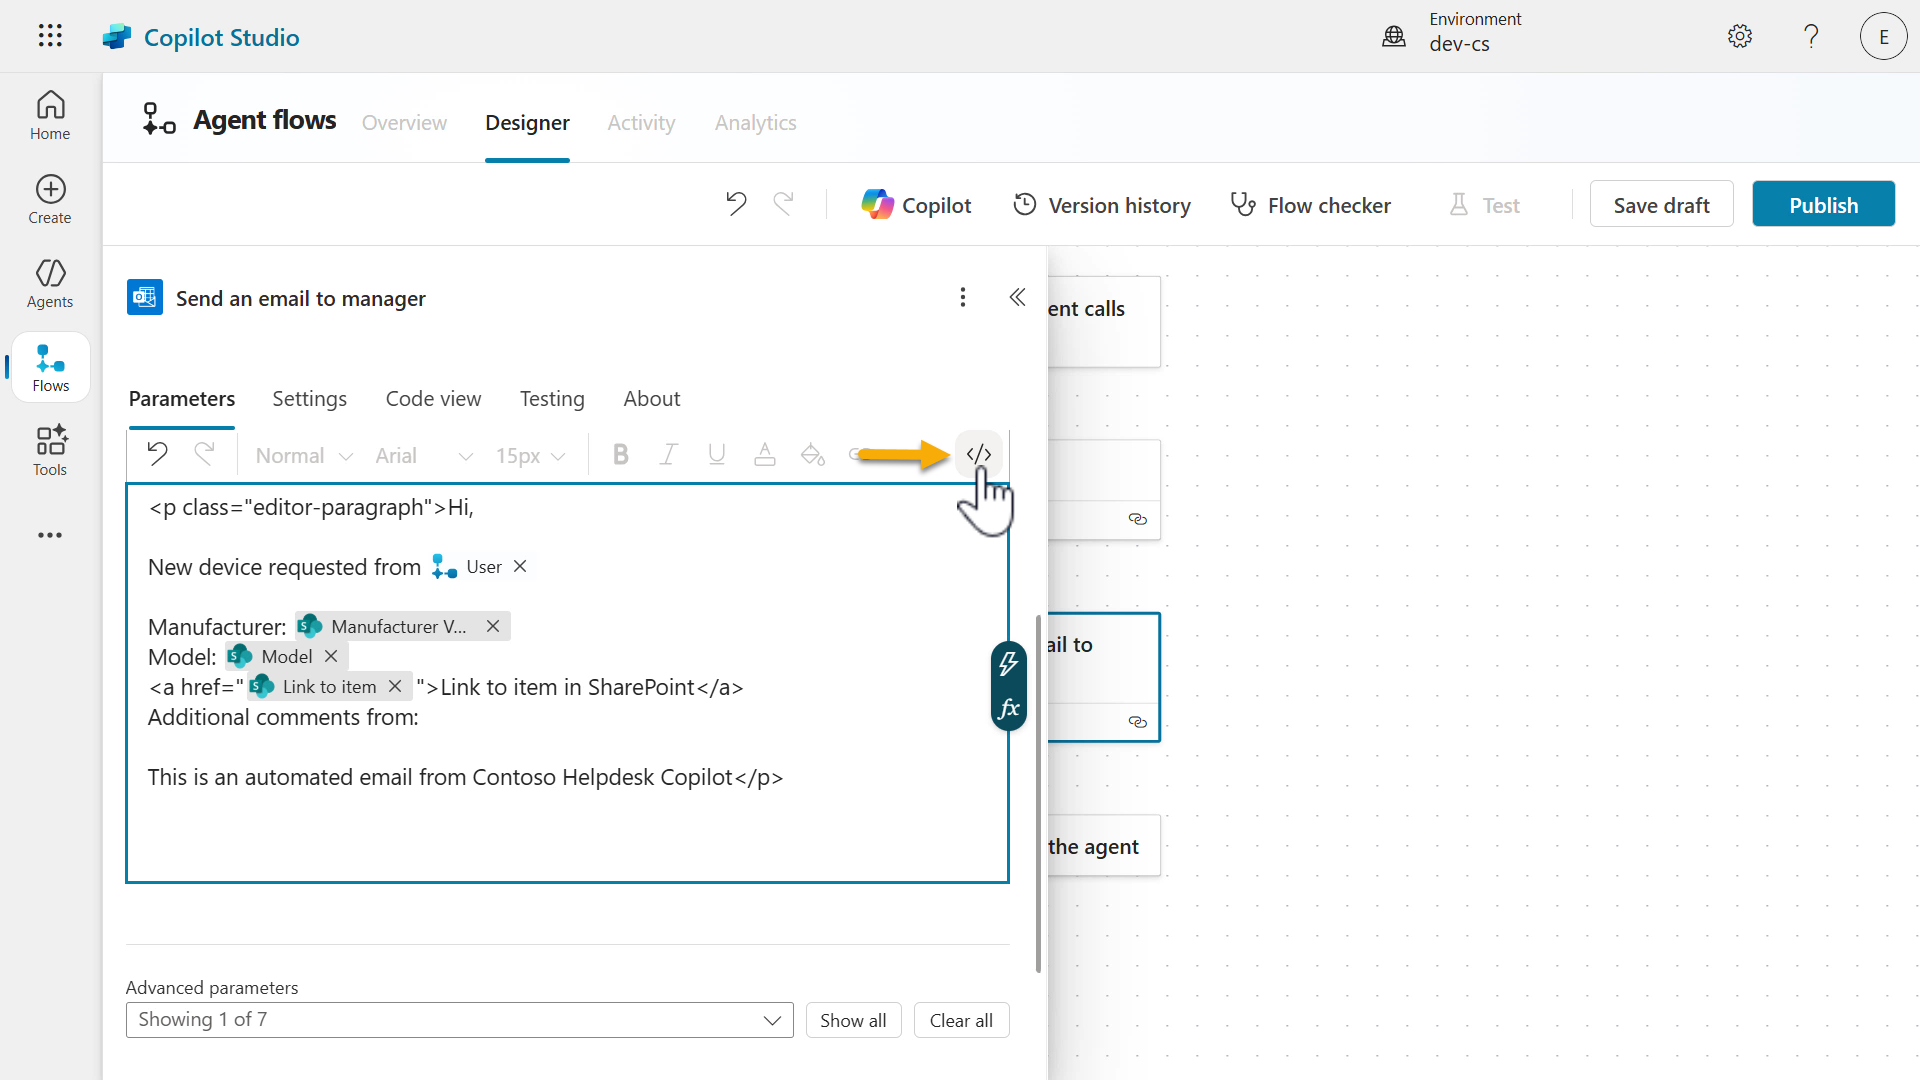 Copilot Studio
Environment
dev-cs
?
E
Home
Create
Agents
Flows
Tools
Agent flows
Overview
Designer
Activity
Analytics
Copilot
Version history
Flow checker
Test
Save draft
Publish
Send an email to manager
Parameters
Settings
Code view
Testing
About
Normal
Arial
15px
B
I
U
A
</>
<p class="editor-paragraph">Hi,
New device requested from User
Manufacturer: Manufacturer V...
Model: Model
<a href=" Link to item ">Link to item in SharePoint</a>
Additional comments from:
This is an automated email from Contoso Helpdesk Copilot</p>
fx
Advanced parameters
Showing 1 of 7
Show all
Clear all
ent calls
ail to
the agent